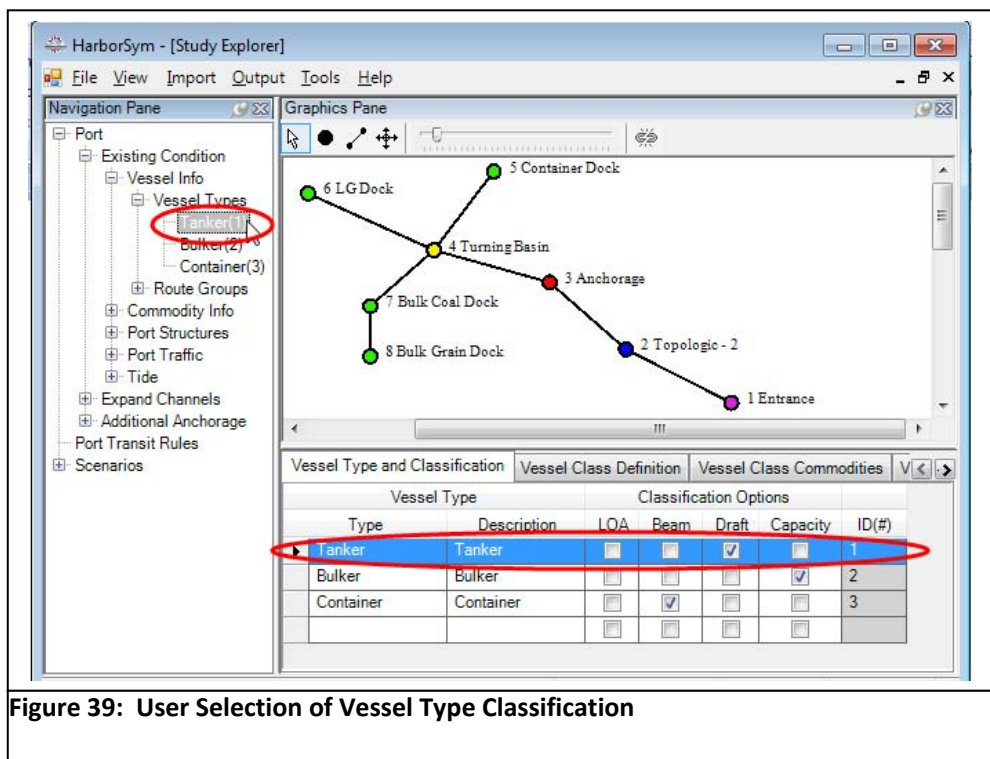 HarborSym - [Study Explorer]
File View Import Output Tools Help
Navigation Pane
Port
Existing Condition
Vessel Info
Vessel Types
Tanker(1)
Bulker(2)
Container(3)
Route Groups
Commodity Info
Port Structures
Port Traffic
Tide
Expand Channels
Additional Anchorage
Port Transit Rules
Scenarios
Graphics Pane
5 Container Dock
6 LG Dock
4 Turning Basin
3 Anchorage
7 Bulk Coal Dock
8 Bulk Grain Dock
2 Topologic - 2
1 Entrance
Vessel Type and Classification Vessel Class Definition Vessel Class Commodities V
Vessel Type Classification Options
Type Description LOA Beam Draft Capacity ID(#)
Tanker Tanker 1
Bulker Bulker 2
Container Container 3
Figure 39: User Selection of Vessel Type Classification